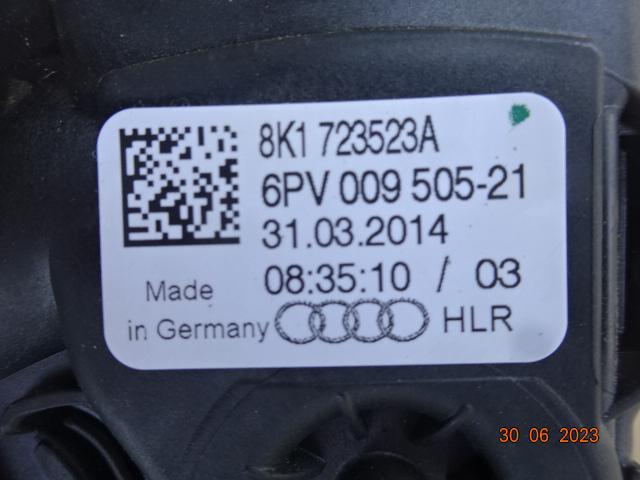 8K1 723523A
6PV 009 505-21
31.03.2014
08:35:10 / 03
Made
in Germany HLR
30 06 2023